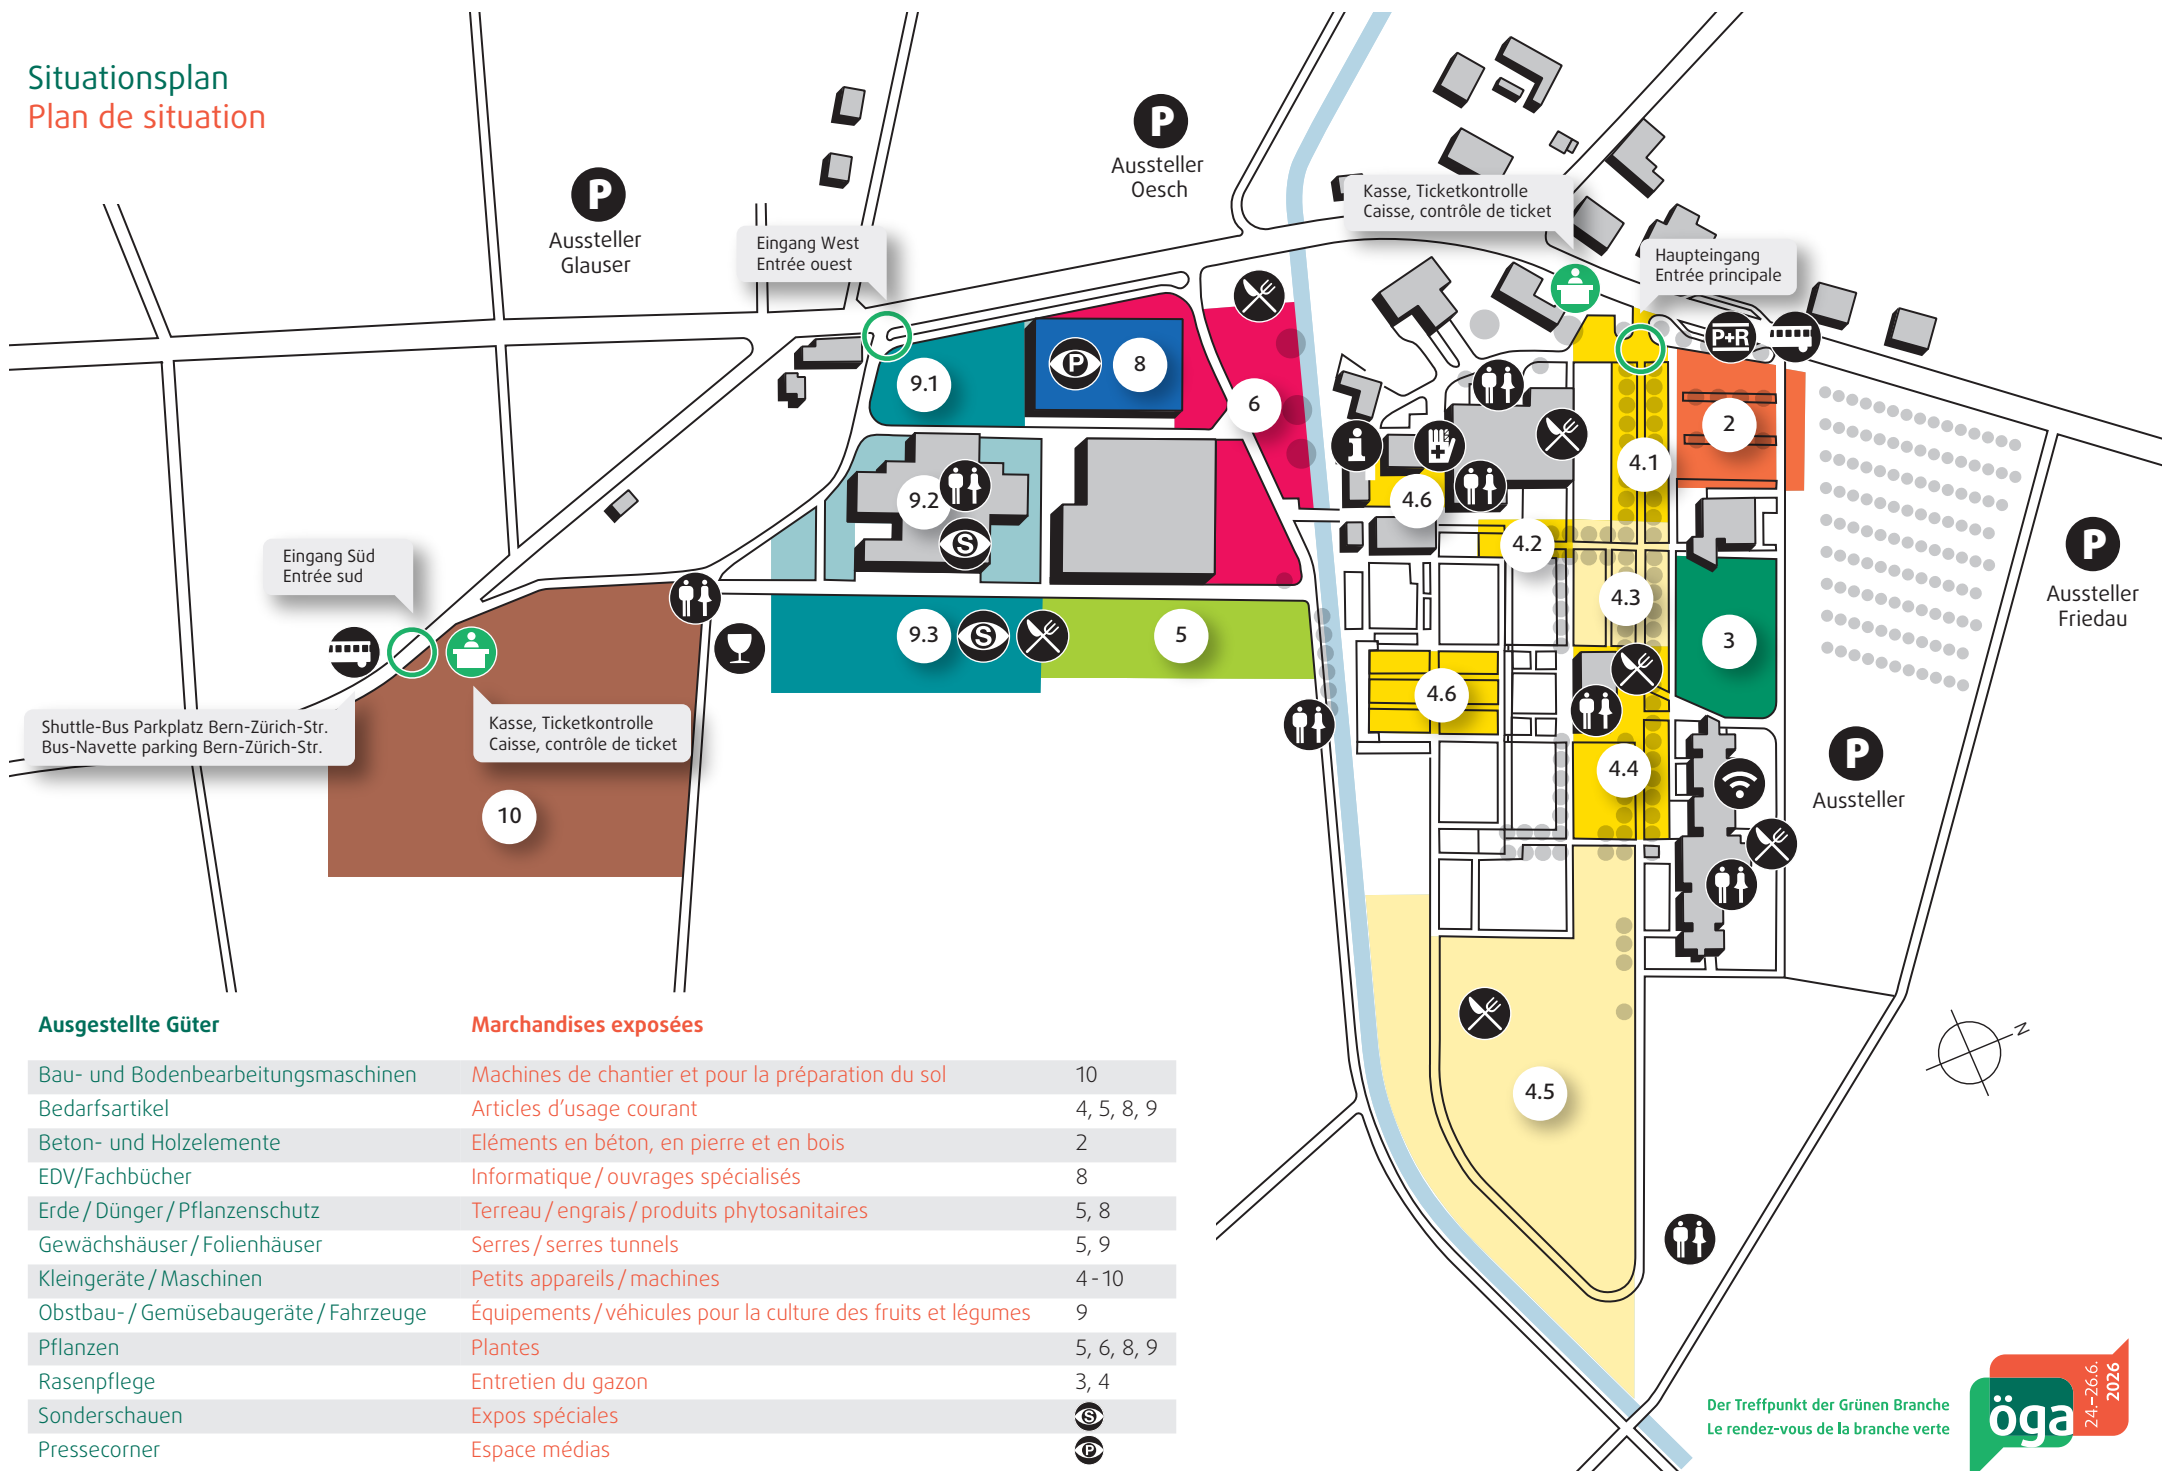 Situationsplan
Plan de situation
P
Aussteller
Glauser
P
Aussteller
Oesch
Kasse, Ticketkontrolle
Caisse, contrôle de ticket
Eingang West
Entrée ouest
Haupteingang
Entrée principale
P+R
9.1
P
8
6
2
4.1
i
4.6
9.2
S
4.2
P
Aussteller
Friedau
Eingang Süd
Entrée sud
4.3
9.3
S
5
3
4.6
Shuttle-Bus Parkplatz Bern-Zürich-Str.
Bus-Navette parking Bern-Zürich-Str.
Kasse, Ticketkontrolle
Caisse, contrôle de ticket
4.4
P
Aussteller
10
4.5
N
Ausgestellte Güter Marchandises exposées
Bau- und Bodenbearbeitungsmaschinen Machines de chantier et pour la préparation du sol 10
Bedarfsartikel Articles d’usage courant 4, 5, 8, 9
Beton- und Holzelemente Eléments en béton, en pierre et en bois 2
EDV/Fachbücher Informatique / ouvrages spécialisés 8
Erde / Dünger / Pflanzenschutz Terreau / engrais / produits phytosanitaires 5, 8
Gewächshäuser / Folienhäuser Serres / serres tunnels 5, 9
Kleingeräte / Maschinen Petits appareils / machines 4 - 10
Obstbau- / Gemüsebaugeräte / Fahrzeuge Équipements / véhicules pour la culture des fruits et légumes 9
Pflanzen Plantes 5, 6, 8, 9
Rasenpflege Entretien du gazon 3, 4
Sonderschauen Expos spéciales S
Pressecorner Espace médias P
Der Treffpunkt der Grünen Branche
Le rendez-vous de la branche verte
öga
24.–26.6.
2026